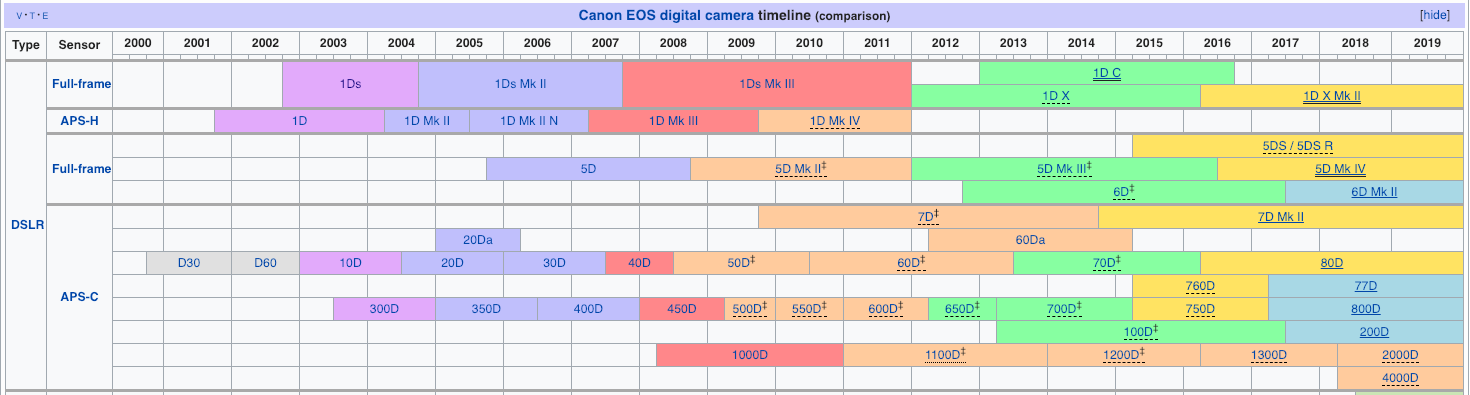 V・T・E Canon EOS digital camera timeline (comparison) [hide]
Type Sensor 2000 2001 2002 2003 2004 2005 2006 2007 2008 2009 2010 2011 2012 2013 2014 2015 2016 2017 2018 2019
DSLR
Full-frame 1Ds 1Ds Mk II 1Ds Mk III 1D C
1D X 1D X Mk II
APS-H 1D 1D Mk II 1D Mk II N 1D Mk III 1D Mk IV
5DS / 5DS R
Full-frame 5D 5D Mk II‡ 5D Mk III‡ 5D Mk IV
6D‡ 6D Mk II
APS-C
7D‡ 7D Mk II
20Da 60Da
D30 D60 10D 20D 30D 40D 50D‡ 60D‡ 70D‡ 80D
760D 77D
300D 350D 400D 450D 500D‡ 550D‡ 600D‡ 650D‡ 700D‡ 750D 800D
100D‡ 200D
1000D 1100D‡ 1200D‡ 1300D 2000D
4000D